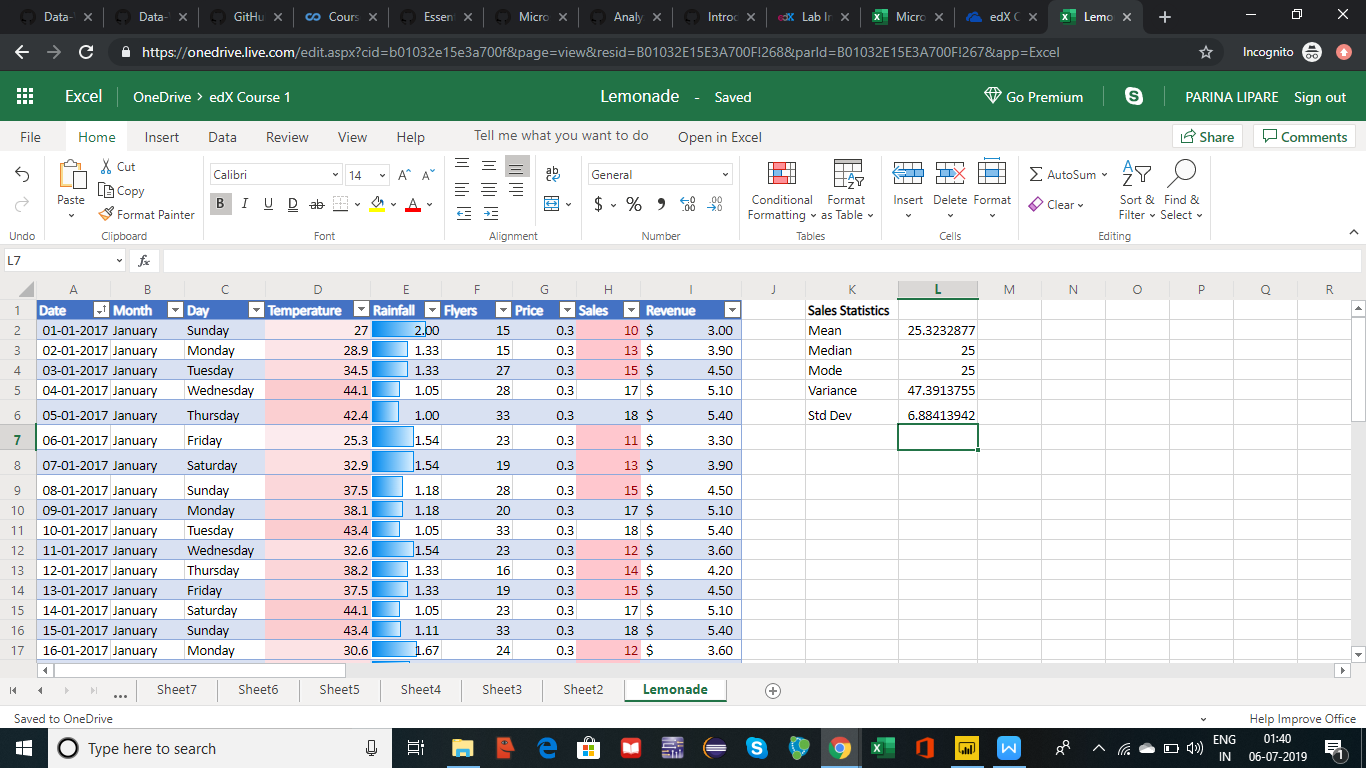 Data- Data- GitHu Cours Essen Micro Analy Introc edX Lab In Micro edX C Lemo
https://onedrive.live.com/edit.aspx?cid=b01032e15e3a700f&page=view&resid=B01032E15E3A700F!268&parId=B01032E15E3A700F!267&app=Excel Incognito
Excel OneDrive > edX Course 1 Lemonade - Saved Go Premium PARINA LIPARE Sign out
File Home Insert Data Review View Help Tell me what you want to do Open in Excel Share Comments
Paste Cut Copy Format Painter
Calibri 14 A A
B I U D ab A
ab
General
$ % , .00 .00
Conditional Formatting Format as Table Insert Delete Format AutoSum Clear Sort & Filter Find & Select
Undo Clipboard Font Alignment Number Tables Cells Editing
L7 fx
A B C D E F G H I J K L M N O P Q R
1 Date Month Day Temperature Rainfall Flyers Price Sales Revenue Sales Statistics
2 01-01-2017 January Sunday 27 2.00 15 0.3 10 $ 3.00 Mean 25.3232877
3 02-01-2017 January Monday 28.9 1.33 15 0.3 13 $ 3.90 Median 25
4 03-01-2017 January Tuesday 34.5 1.33 27 0.3 15 $ 4.50 Mode 25
5 04-01-2017 January Wednesday 44.1 1.05 28 0.3 17 $ 5.10 Variance 47.3913755
6 05-01-2017 January Thursday 42.4 1.00 33 0.3 18 $ 5.40 Std Dev 6.88413942
7 06-01-2017 January Friday 25.3 1.54 23 0.3 11 $ 3.30
8 07-01-2017 January Saturday 32.9 1.54 19 0.3 13 $ 3.90
9 08-01-2017 January Sunday 37.5 1.18 28 0.3 15 $ 4.50
10 09-01-2017 January Monday 38.1 1.18 20 0.3 17 $ 5.10
11 10-01-2017 January Tuesday 43.4 1.05 33 0.3 18 $ 5.40
12 11-01-2017 January Wednesday 32.6 1.54 23 0.3 12 $ 3.60
13 12-01-2017 January Thursday 38.2 1.33 16 0.3 14 $ 4.20
14 13-01-2017 January Friday 37.5 1.33 19 0.3 15 $ 4.50
15 14-01-2017 January Saturday 44.1 1.05 23 0.3 17 $ 5.10
16 15-01-2017 January Sunday 43.4 1.11 33 0.3 18 $ 5.40
17 16-01-2017 January Monday 30.6 1.67 24 0.3 12 $ 3.60
... Sheet7 Sheet6 Sheet5 Sheet4 Sheet3 Sheet2 Lemonade
Saved to OneDrive Help Improve Office
Type here to search ENG IN 01:40 06-07-2019 1